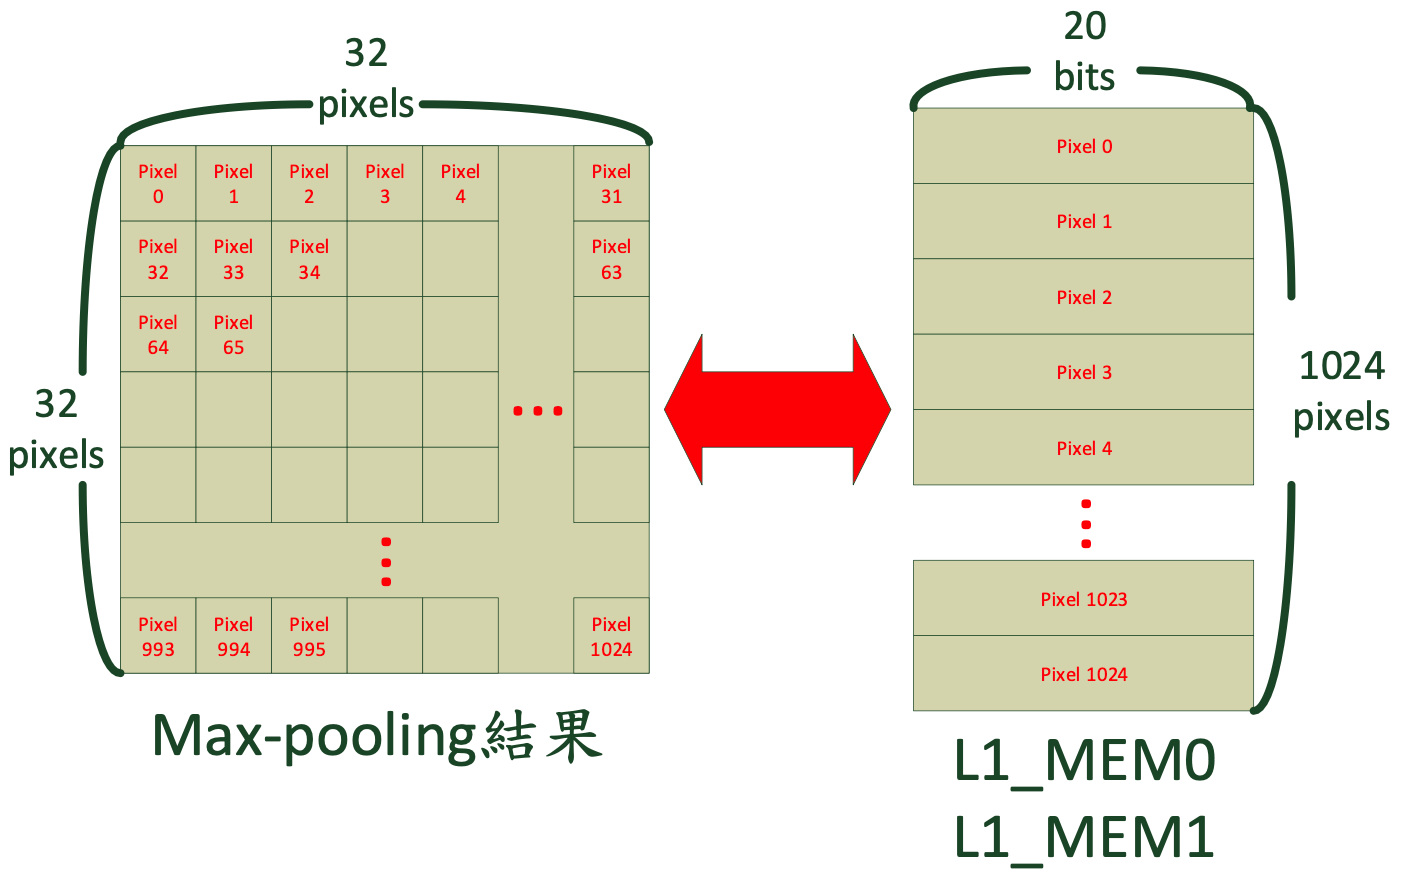 32
pixels
Pixel 0
Pixel 1
Pixel 2
Pixel 3
Pixel 4
Pixel 31
Pixel 32
Pixel 33
Pixel 34
Pixel 63
Pixel 64
Pixel 65
...
32
pixels
Pixel 993
Pixel 994
Pixel 995
Pixel 1024
Max-pooling結果
20
bits
Pixel 0
Pixel 1
Pixel 2
Pixel 3
Pixel 4
Pixel 1023
Pixel 1024
1024
pixels
L1_MEM0
L1_MEM1